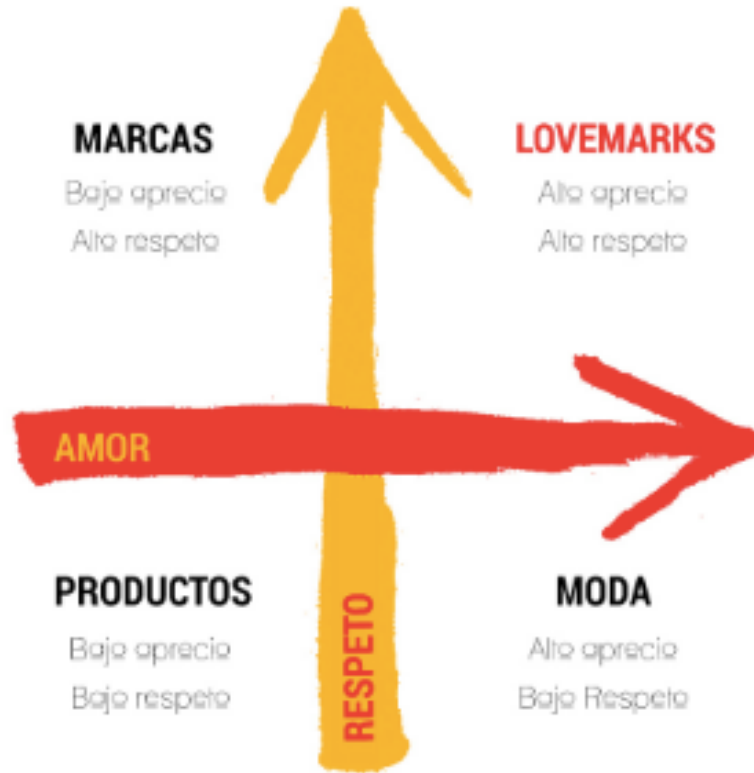 MARCAS
Bajo aprecio
Alto respeto
LOVEMARKS
Alto aprecio
Alto respeto
AMOR
PRODUCTOS
Bajo aprecio
Bajo respeto
RESPETO
MODA
Alto aprecio
Bajo Respeto